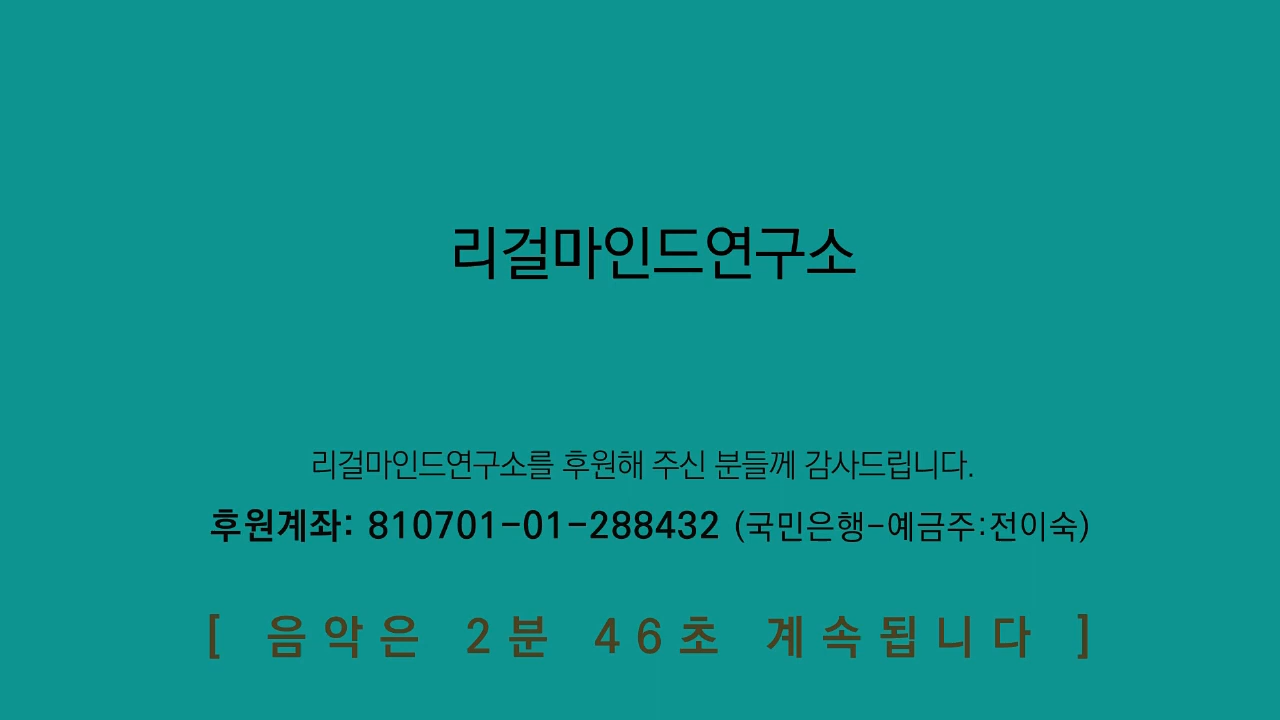 리걸마인드연구소
리걸마인드연구소를 후원해 주신 분들께 감사드립니다.
후원계좌: 810701-01-288432 (국민은행-예금주:전이숙)
[ 음악은 2분 46초 계속됩니다 ]